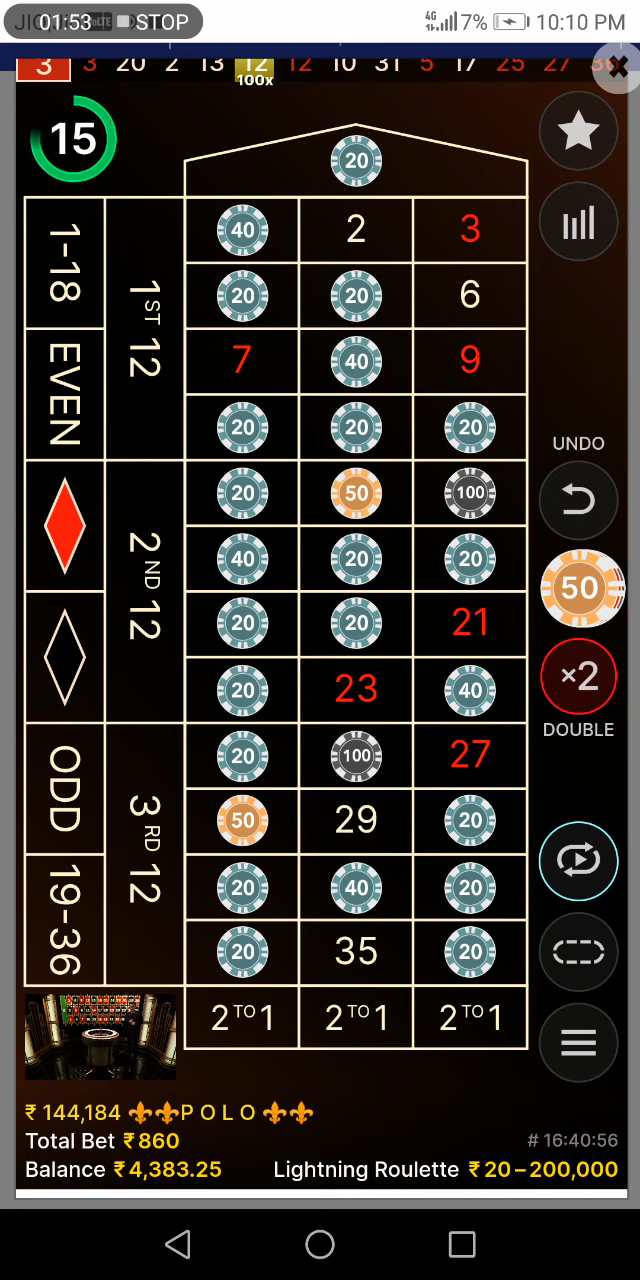 01:53 STOP 4G 7% 10:10 PM
3 3 20 2 13 12 12 10 31 5 17 25 27
100x
15
20
1-18
EVEN
ODD
19-36
1ST 12
2ND 12
3RD 12
40 2 3
20 20 6
7 40 9
20 20 20
20 50 100
40 20 20
20 20 21
20 23 40
20 100 27
50 29 20
20 40 20
20 35 20
2TO1 2TO1 2TO1
UNDO
50
×2
DOUBLE
₹ 144,184 ⚜⚜P O L O ⚜⚜
Total Bet ₹860
# 16:40:56
Balance ₹4,383.25
Lightning Roulette ₹20–200,000